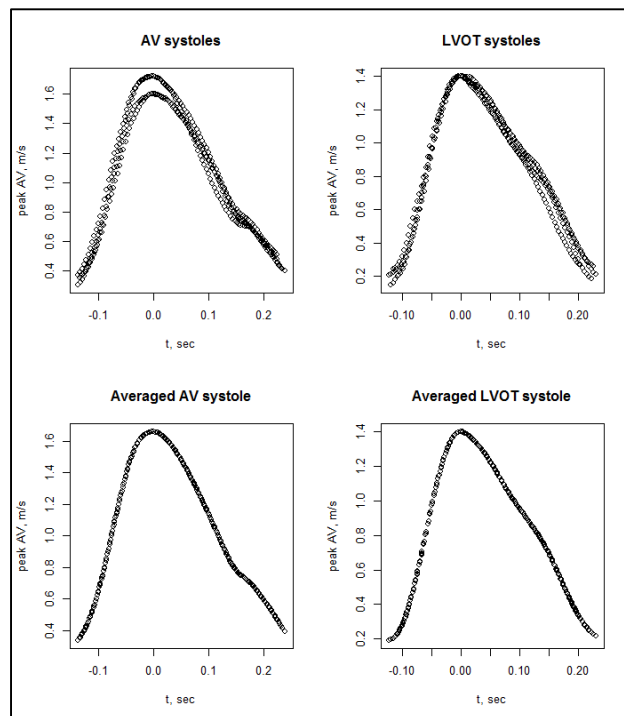 AV systoles
peak AV, m/s
1.6
1.4
1.2
1.0
0.8
0.6
0.4
-0.1 0.0 0.1 0.2
t, sec
LVOT systoles
peak AV, m/s
1.4
1.2
1.0
0.8
0.6
0.4
0.2
-0.10 0.00 0.10 0.20
t, sec
Averaged AV systole
peak AV, m/s
1.6
1.4
1.2
1.0
0.8
0.6
0.4
-0.1 0.0 0.1 0.2
t, sec
Averaged LVOT systole
peak AV, m/s
1.4
1.2
1.0
0.8
0.6
0.4
0.2
-0.10 0.00 0.10 0.20
t, sec